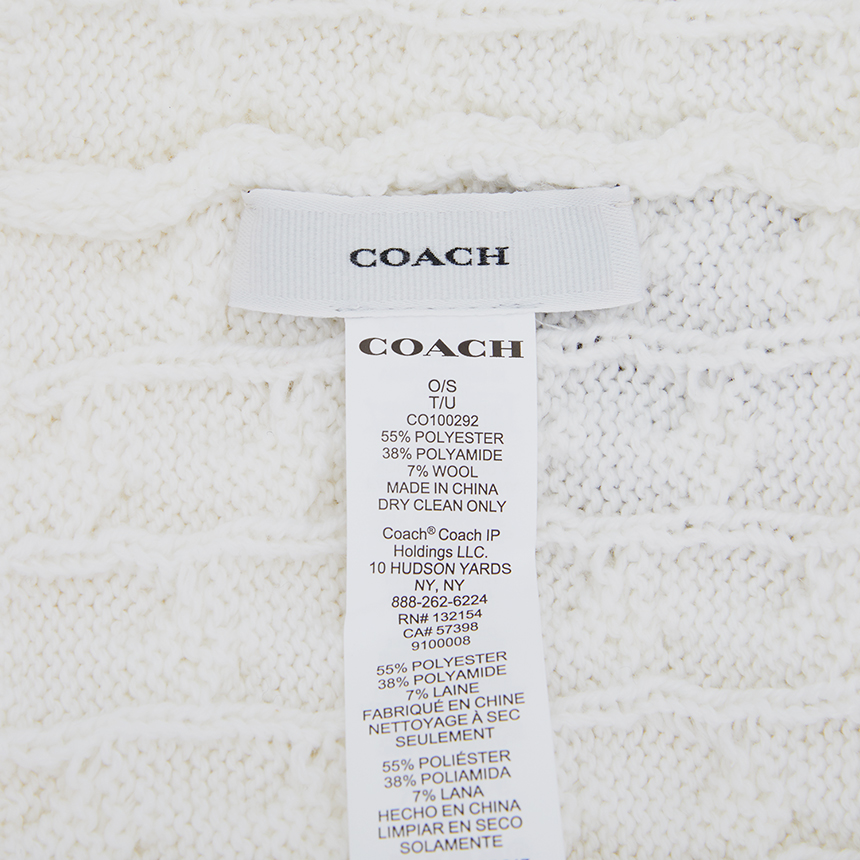 COACH
COACH
O/S
T/U
CO100292
55% POLYESTER
38% POLYAMIDE
7% WOOL
MADE IN CHINA
DRY CLEAN ONLY
Coach® Coach IP
Holdings LLC.
10 HUDSON YARDS
NY, NY
888-262-6224
RN# 132154
CA# 57398
9100008
55% POLYESTER
38% POLYAMIDE
7% LAINE
FABRIQUÉ EN CHINE
NETTOYAGE À SEC
SEULEMENT
55% POLIÉSTER
38% POLIAMIDA
7% LANA
HECHO EN CHINA
LIMPIAR EN SECO
SOLAMENTE